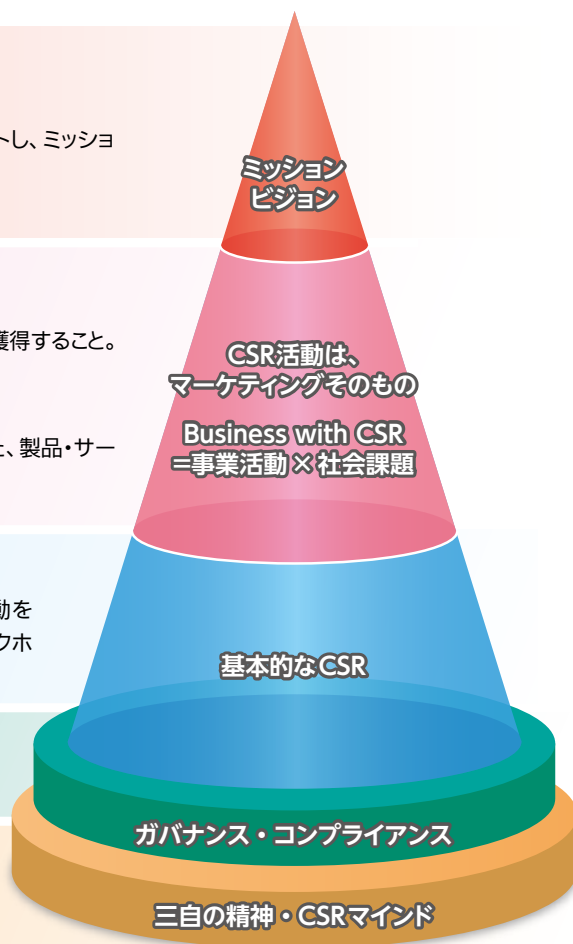 トし、ミッショ
ミッション
ビジョン
獲得すること。
CSR活動は、
マーケティングそのもの
Business with CSR
=事業活動×社会課題
、製品・サー
動を
クホ
基本的なCSR
ガバナンス・コンプライアンス
三自の精神・CSRマインド